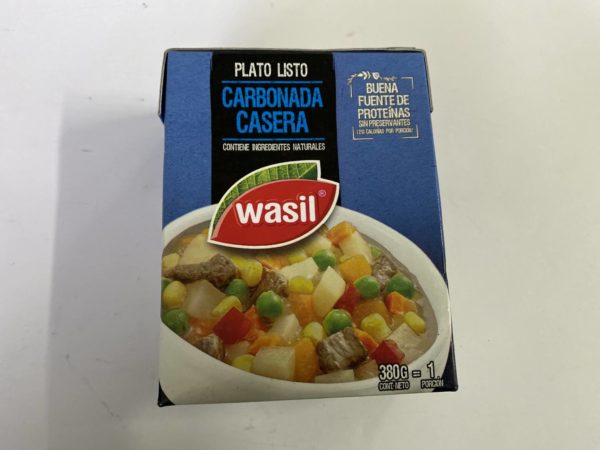 PLATO LISTO
CARBONADA
CASERA
CONTIENE INGREDIENTES NATURALES
BUENA
FUENTE DE
PROTEÍNAS
SIN PRESERVANTES
wasil®
380G = 1
CONT. NETO PORCIÓN